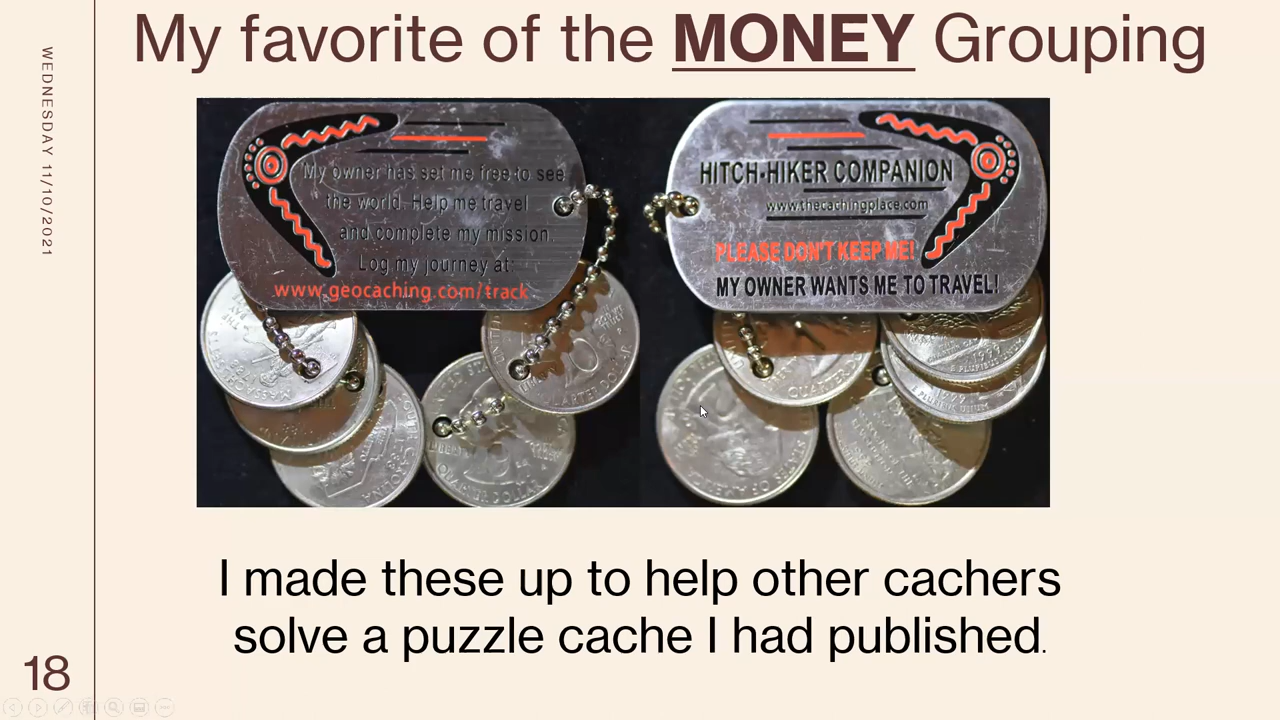 My favorite of the MONEY Grouping
WEDNESDAY 11/10/2021
My owner has set me free to see
the world. Help me travel
and complete my mission.
Log my journey at:
www.geocaching.com/track
HITCH-HIKER COMPANION
www.thecachingplace.com
PLEASE DON'T KEEP ME!
MY OWNER WANTS ME TO TRAVEL!
LIBERTY
QUARTER DOLLAR
1999
I made these up to help other cachers
solve a puzzle cache I had published.
18